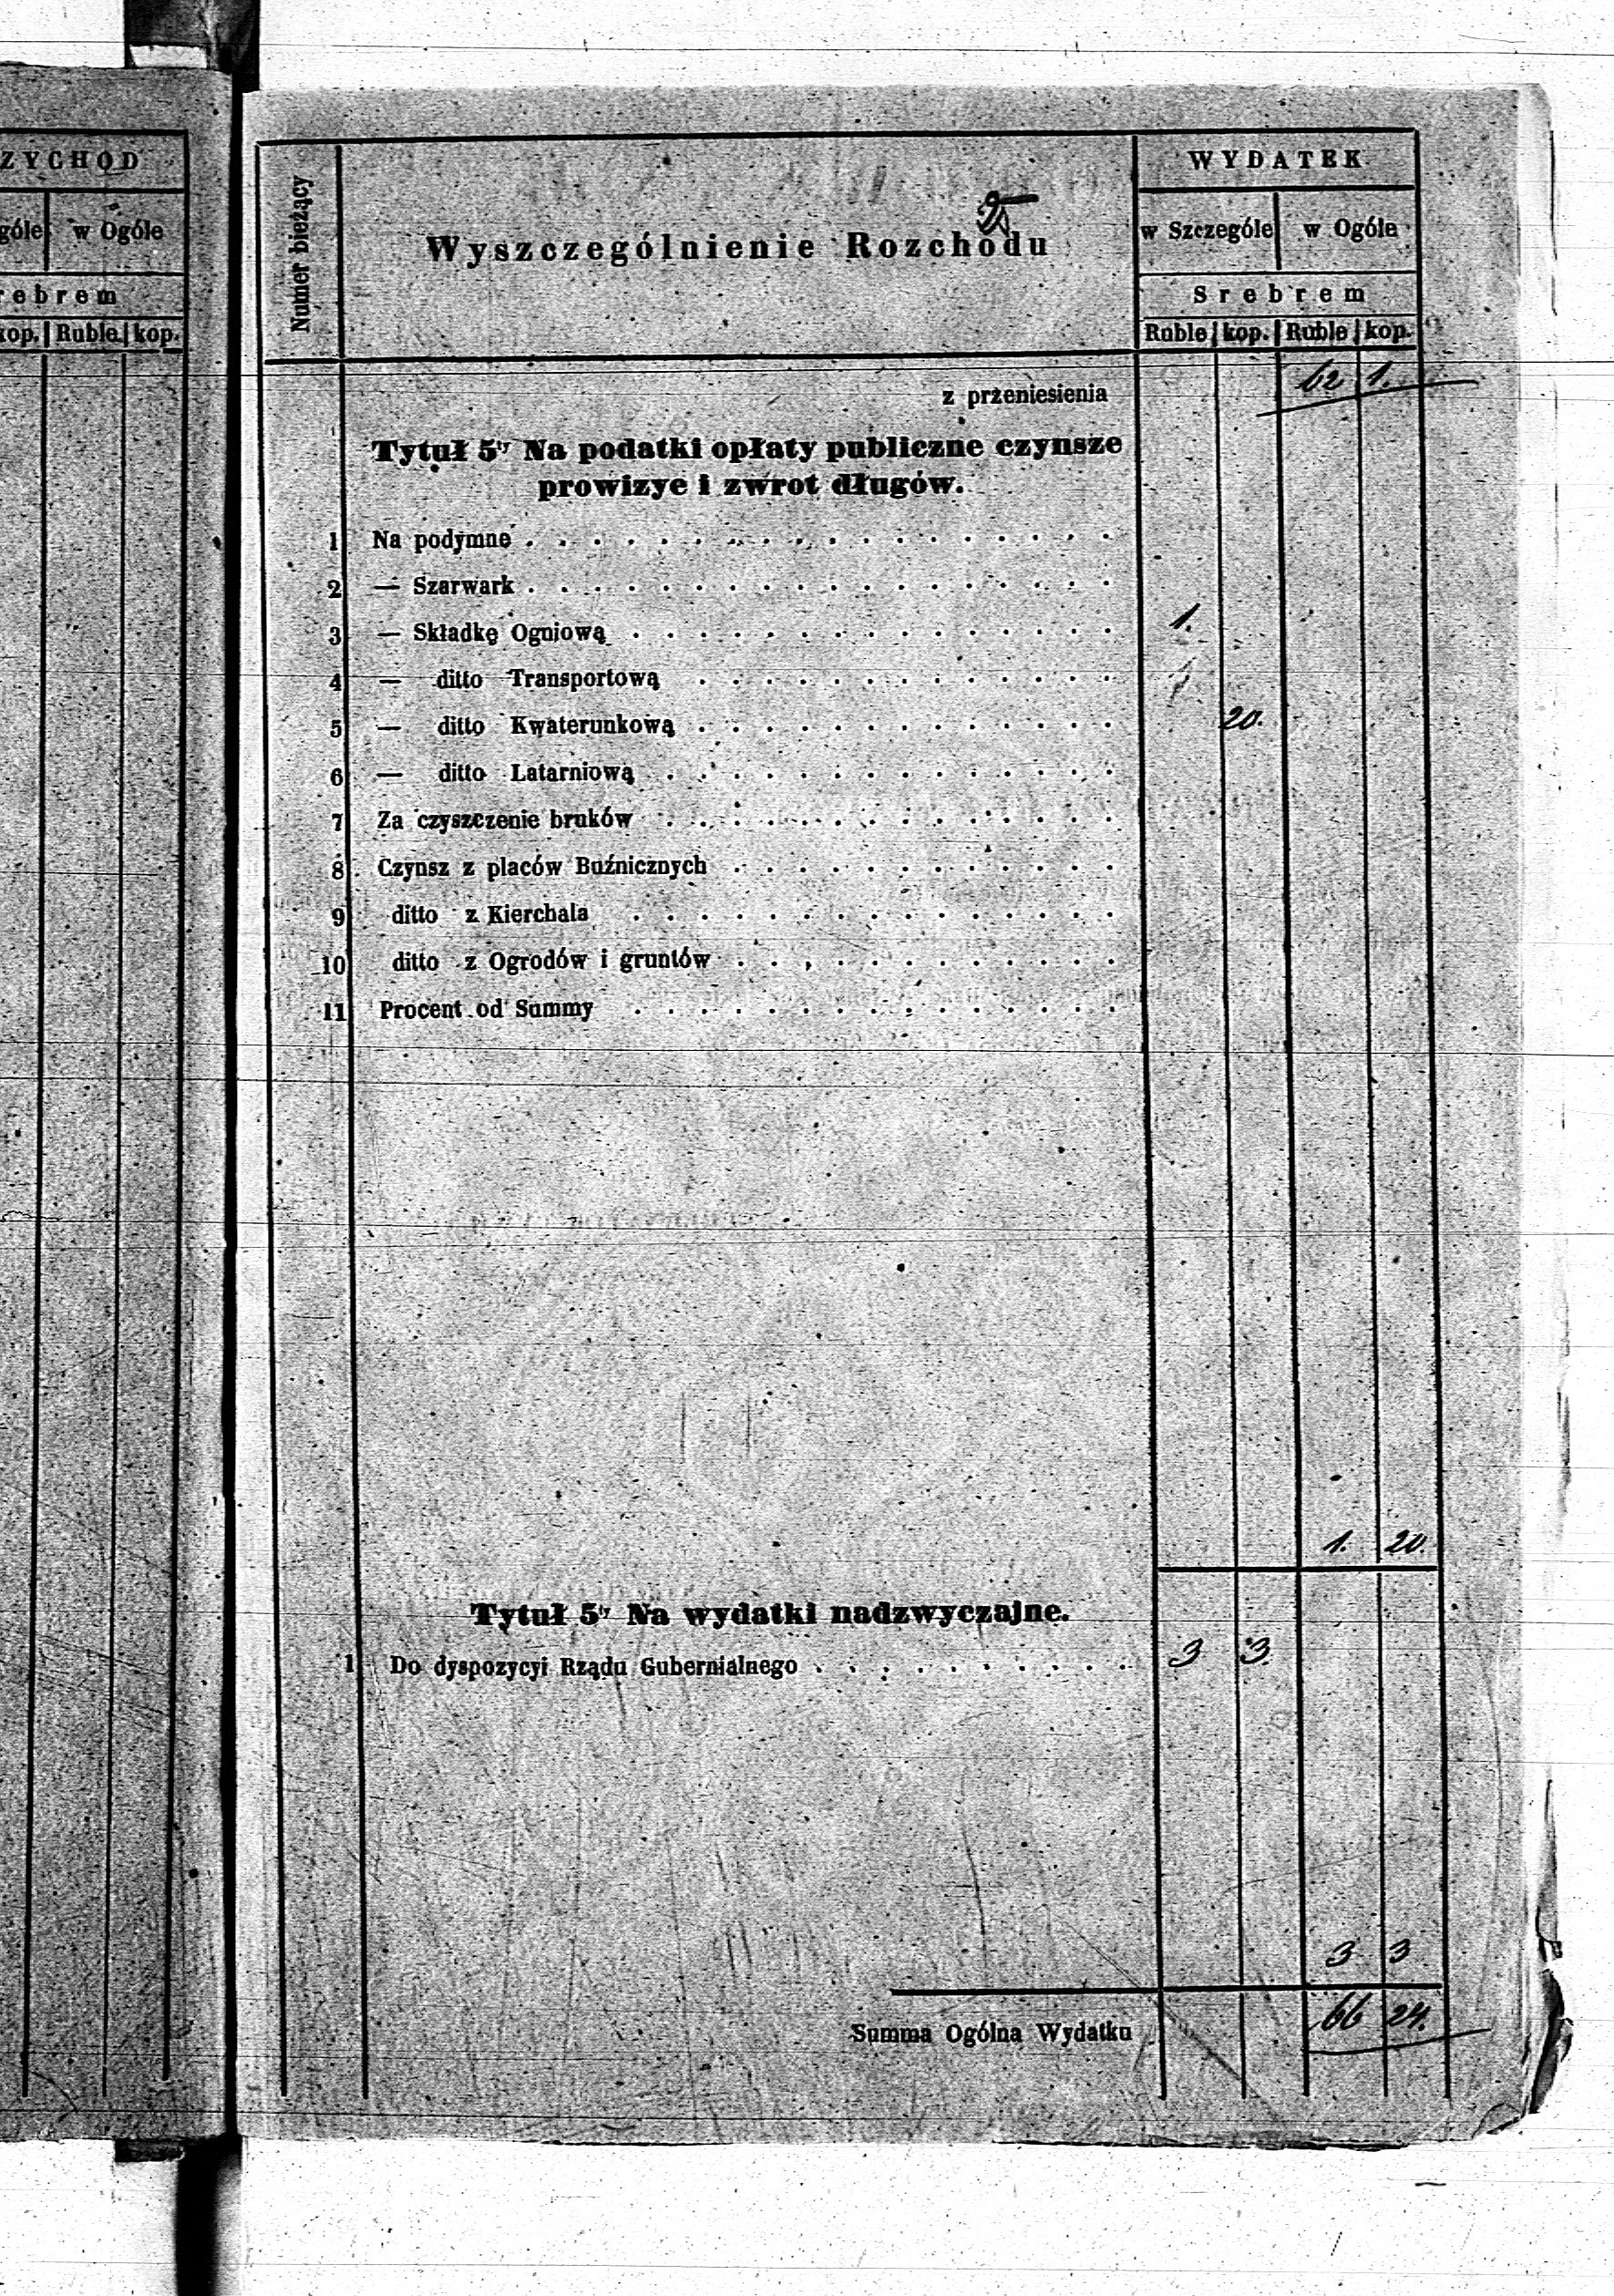 ZYCHOD
góle w Ogóle
rebrem
kop. Ruble kop.
Numer bieżący
Wyszczególnienie Rozchodu
WYDATEK
w Szczególe w Ogóle
Srebrem
Ruble kop. Ruble kop.
z przeniesienia 62 1.
Tytuł 5ty Na podatki opłaty publiczne czynsze
prowizye i zwrot długów.
1 Na podymne
2 — Szarwark
3 — Składkę Ogniową 1.
4 — ditto Transportową
5 — ditto Kwaterunkową 20.
6 — ditto Latarniową
7 Za czyszczenie bruków
8 Czynsz z placów Buźnicznych
9 ditto z Kierchala
10 ditto z Ogrodów i gruntów
11 Procent od Summy
1. 20.
Tytuł 5ty Na wydatki nadzwyczajne.
1 Do dyspozycyi Rządu Gubernialnego 3 3
3 3
Summa Ogólna Wydatku 66 24.